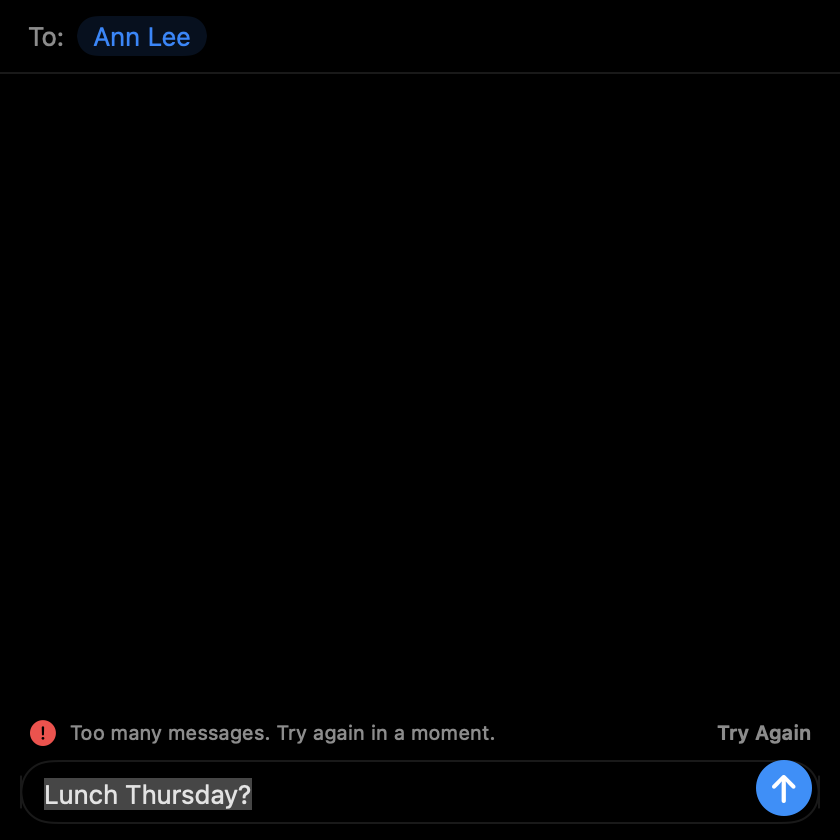 To: Ann Lee
Too many messages. Try again in a moment. Try Again
Lunch Thursday?